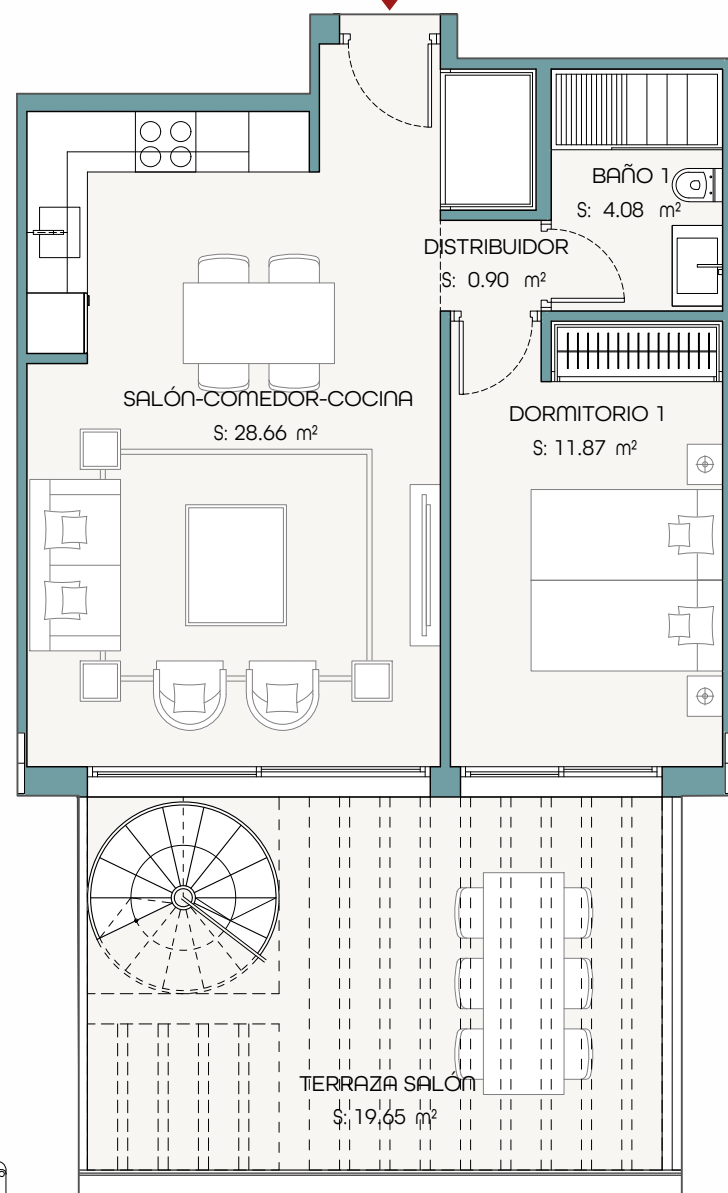 BAÑO 1
S: 4.08 m²
DISTRIBUIDOR
S: 0.90 m²
SALÓN-COMEDOR-COCINA
S: 28.66 m²
DORMITORIO 1
S: 11.87 m²
TERRAZA SALÓN
S: 19.65 m²